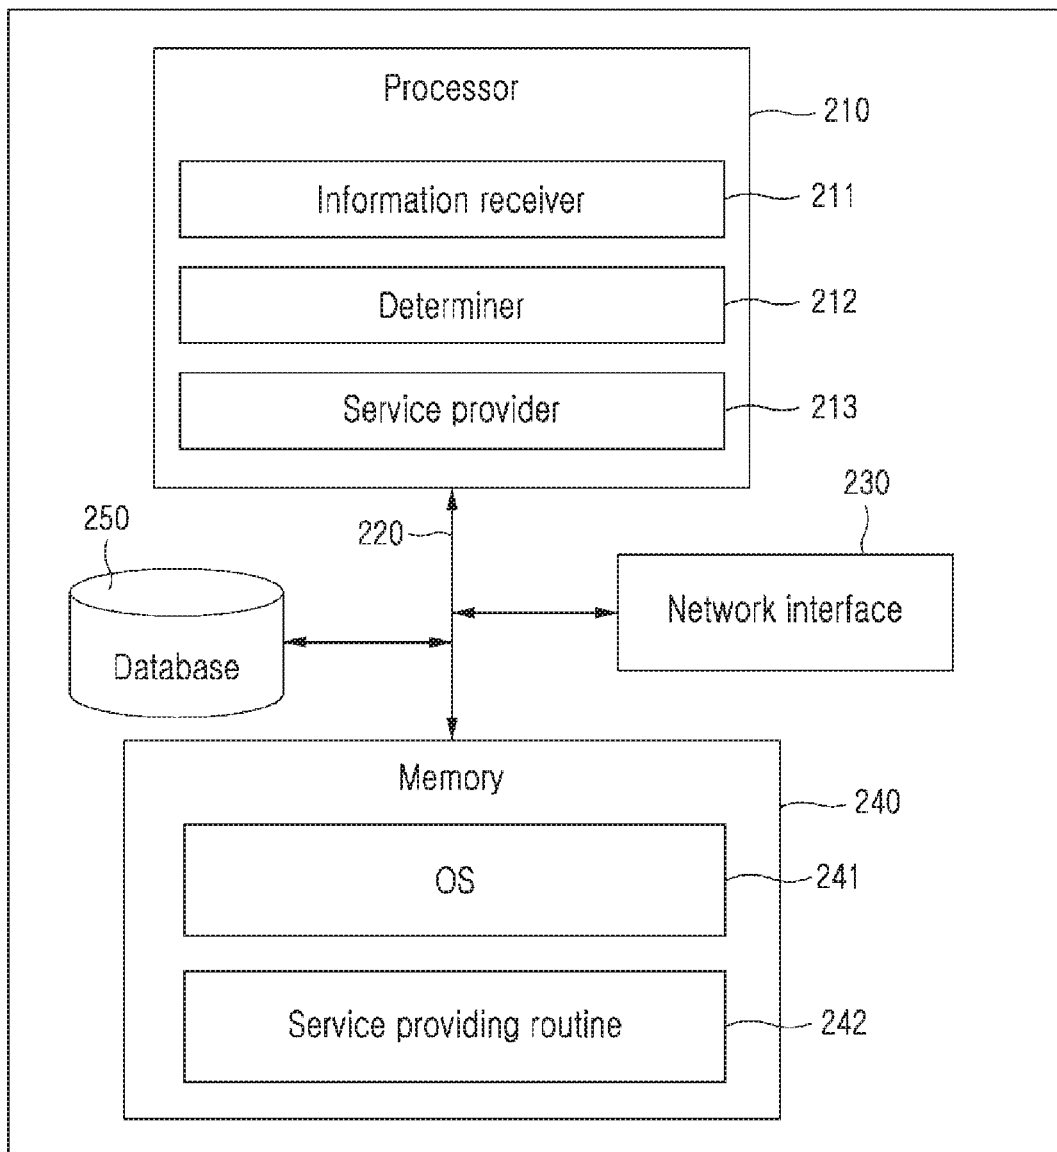 Processor
210
Information receiver
211
Determiner
212
Service provider
213
220
230
250
Network interface
Database
Memory
240
OS
241
Service providing routine
242